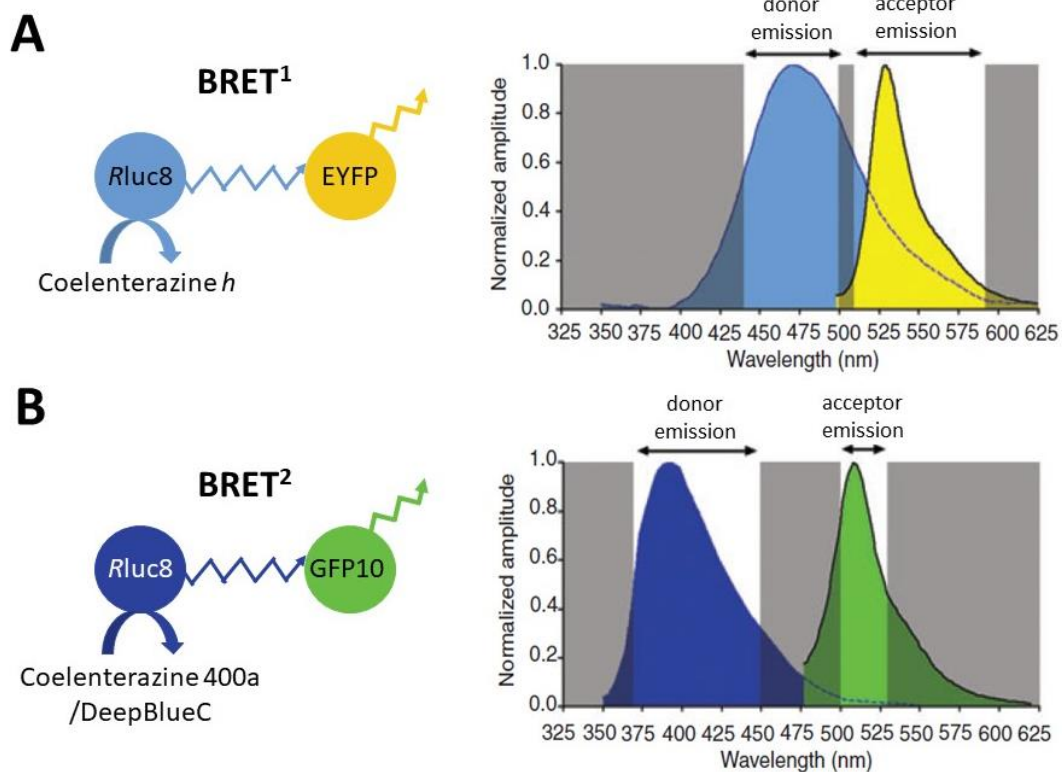 A
BRET¹
Rluc8
EYFP
Coelenterazine h
donor
emission
acceptor
emission
Normalized amplitude
1.0
0.8
0.6
0.4
0.2
0.0
325 350 375 400 425 450 475 500 525 550 575 600 625
Wavelength (nm)
B
BRET²
Rluc8
GFP10
Coelenterazine 400a
/DeepBlueC
donor
emission
acceptor
emission
Normalized amplitude
1.0
0.8
0.6
0.4
0.2
0.0
325 350 375 400 425 450 475 500 525 550 575 600 625
Wavelength (nm)